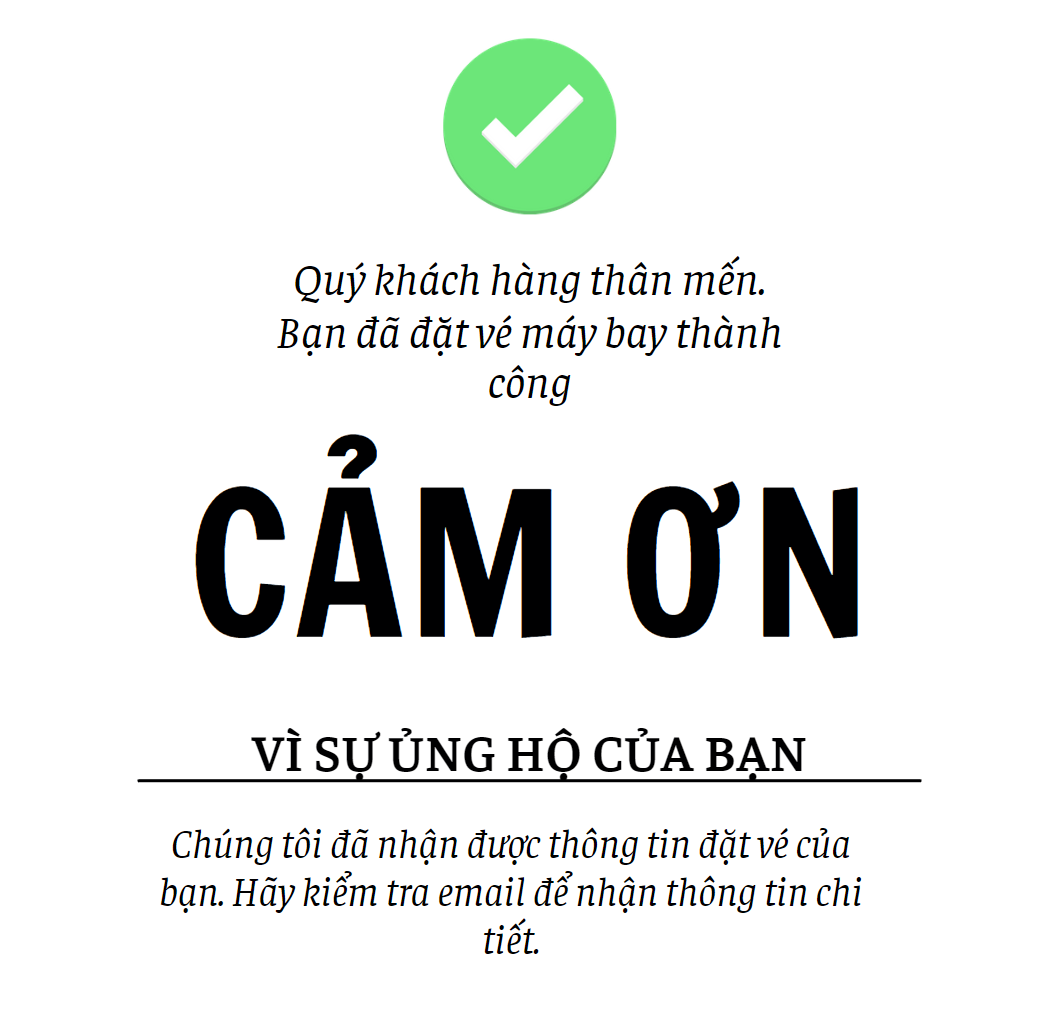 Quý khách hàng thân mến.
Bạn đã đặt vé máy bay thành
công
CẢM ƠN
VÌ SỰ ỦNG HỘ CỦA BẠN
Chúng tôi đã nhận được thông tin đặt vé của
bạn. Hãy kiểm tra email để nhận thông tin chi
tiết.